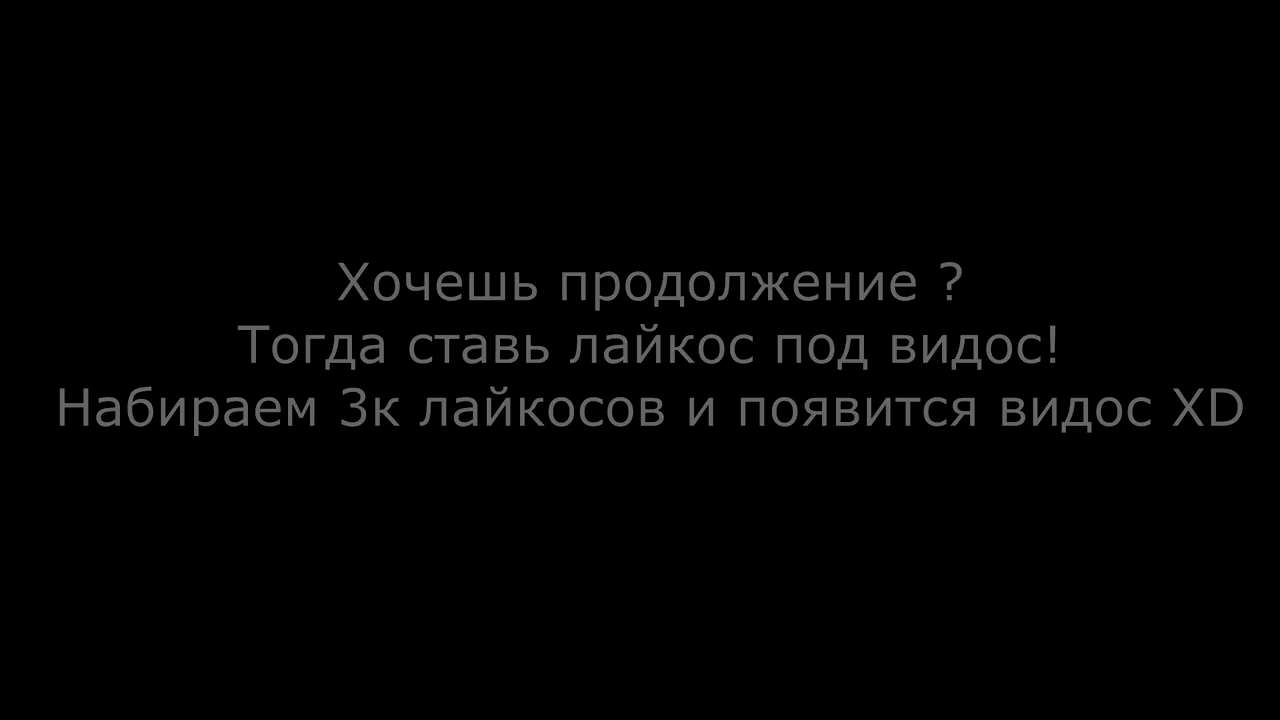 Хочешь продолжение ?
Тогда ставь лайкос под видос!
Набираем 3к лайкосов и появится видос XD